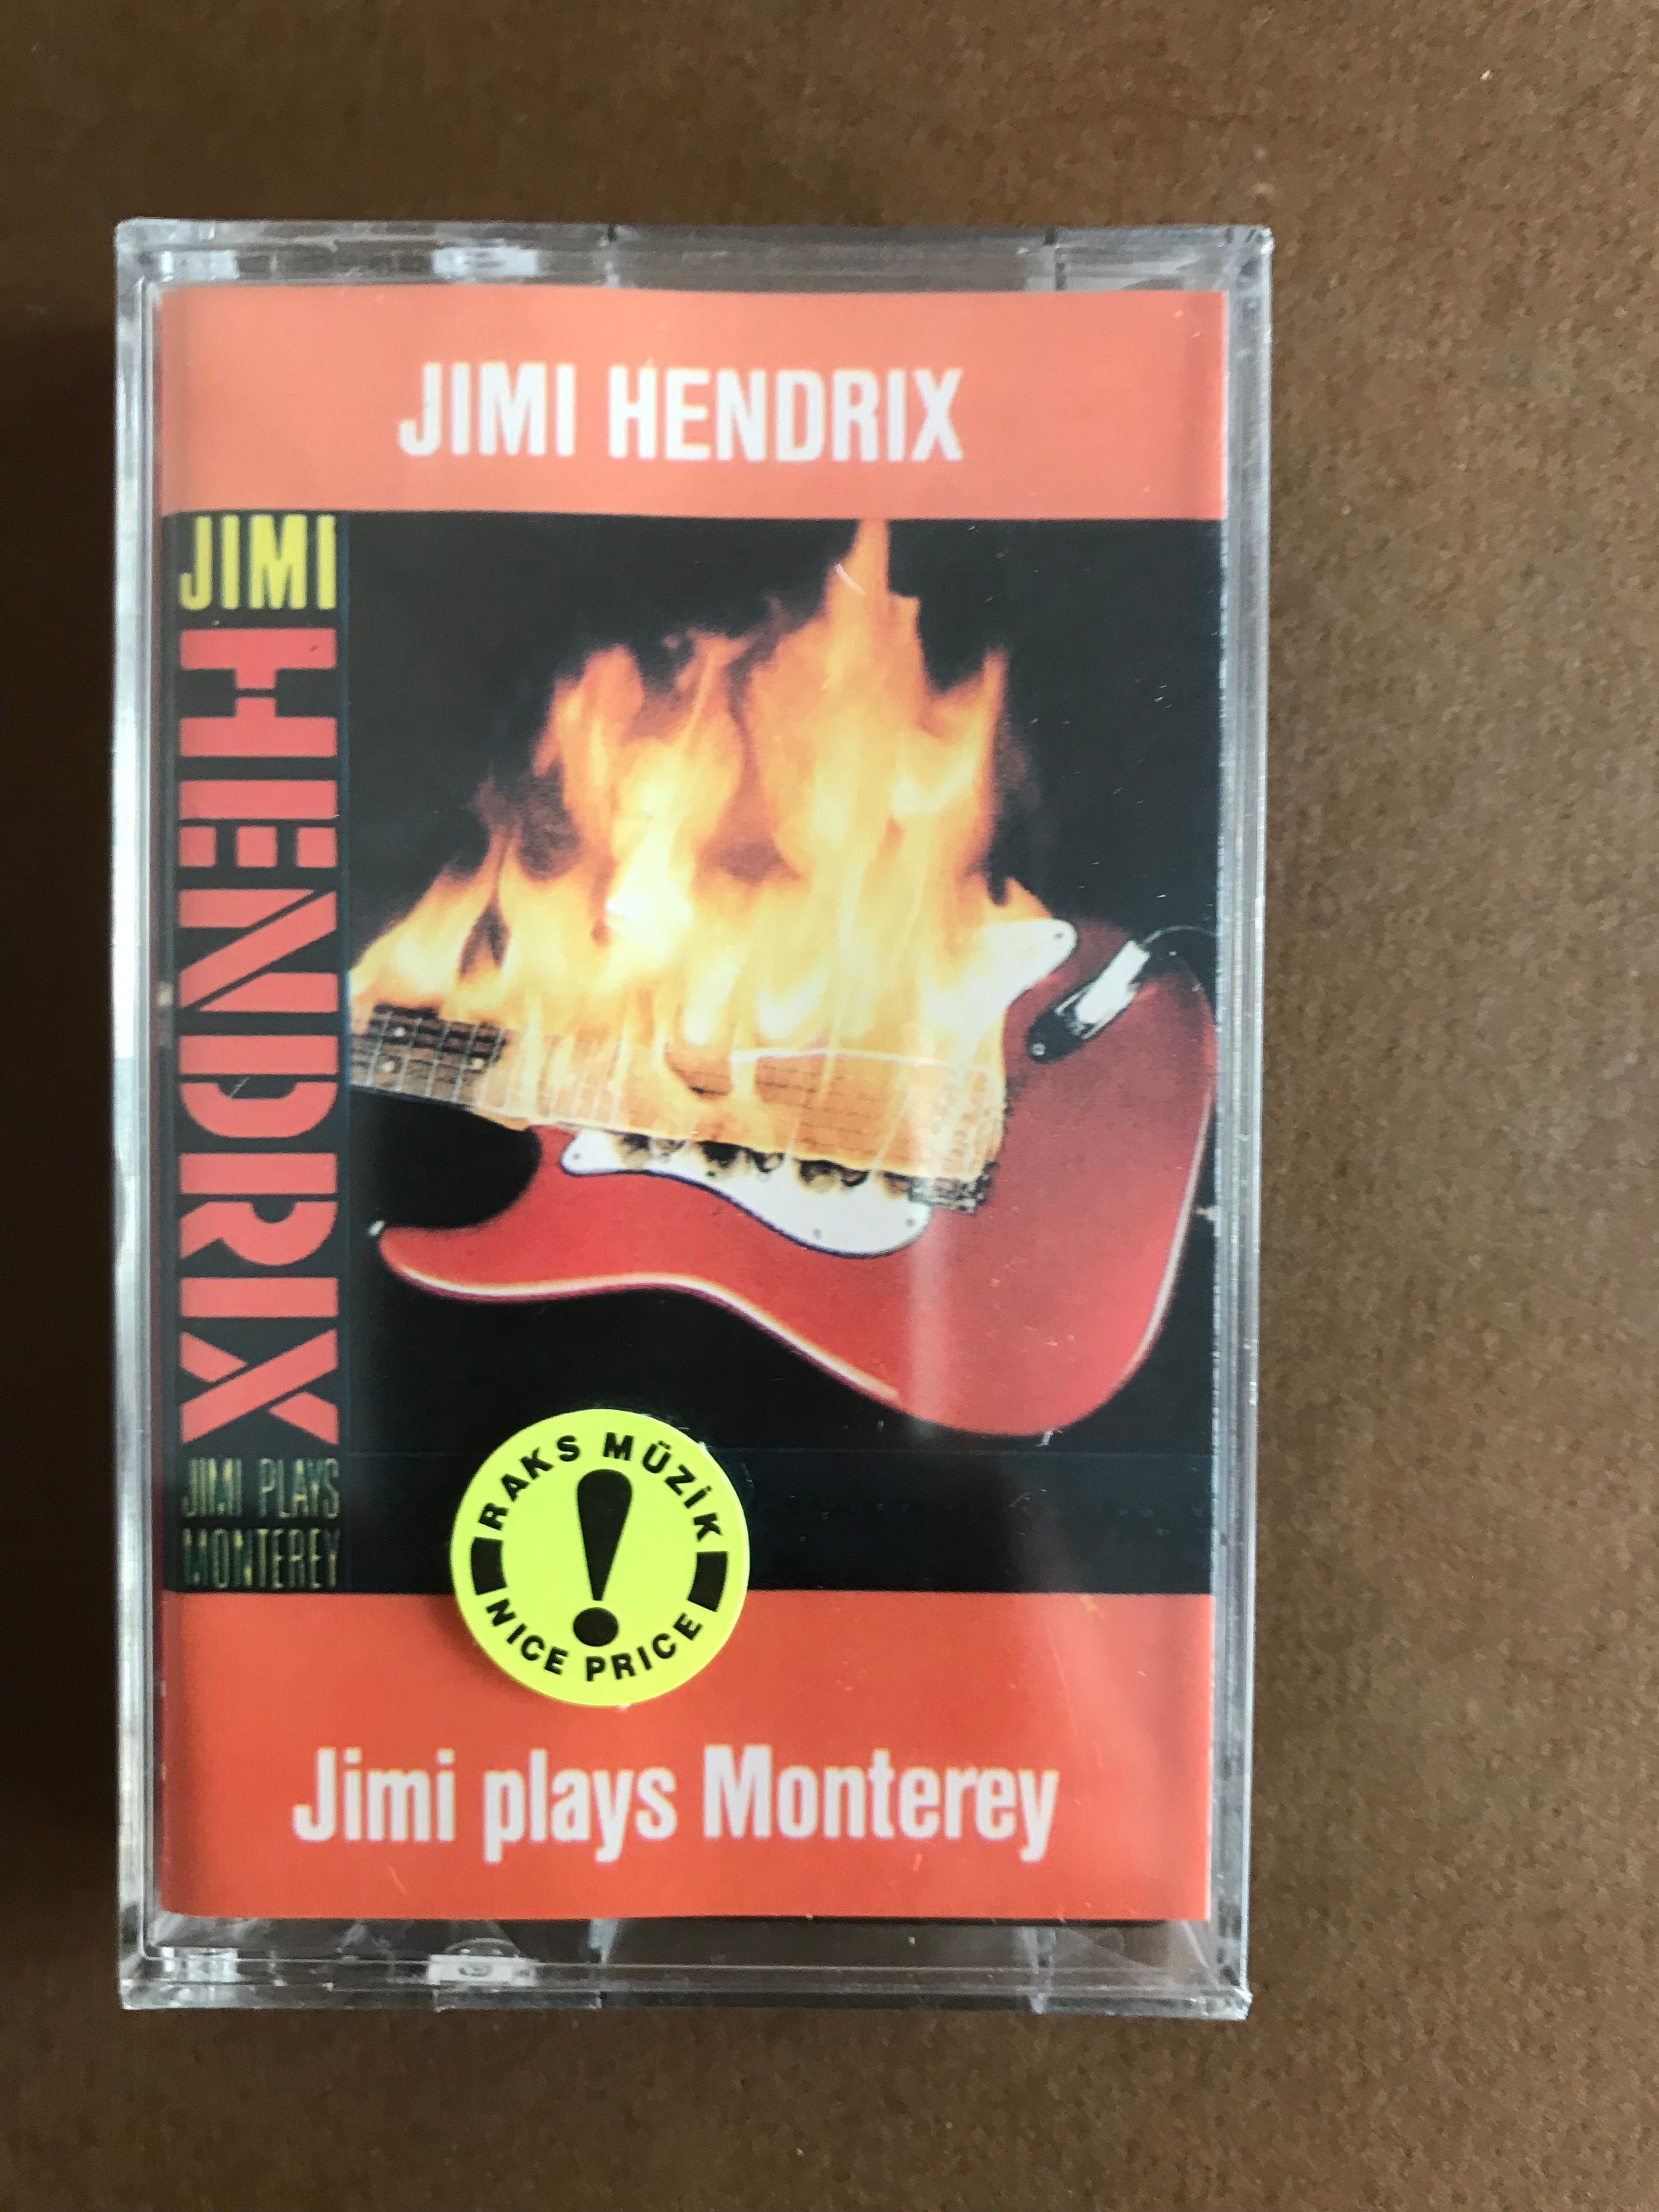 JIMI HENDRIX
JIMI
HENDRIX
JIMI PLAYS
MONTEREY
RAKS MÜZİK
!
NICE PRICE
Jimi plays Monterey